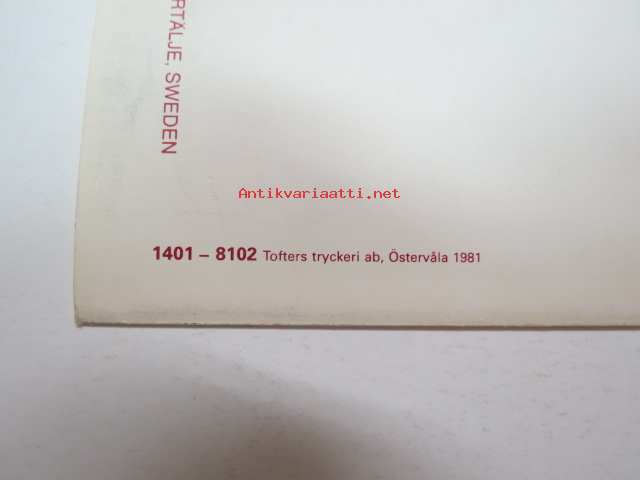 RTÄLJE, SWEDEN
Antikvariaatti.net
1401 – 8102 Tofters tryckeri ab, Östervåla 1981